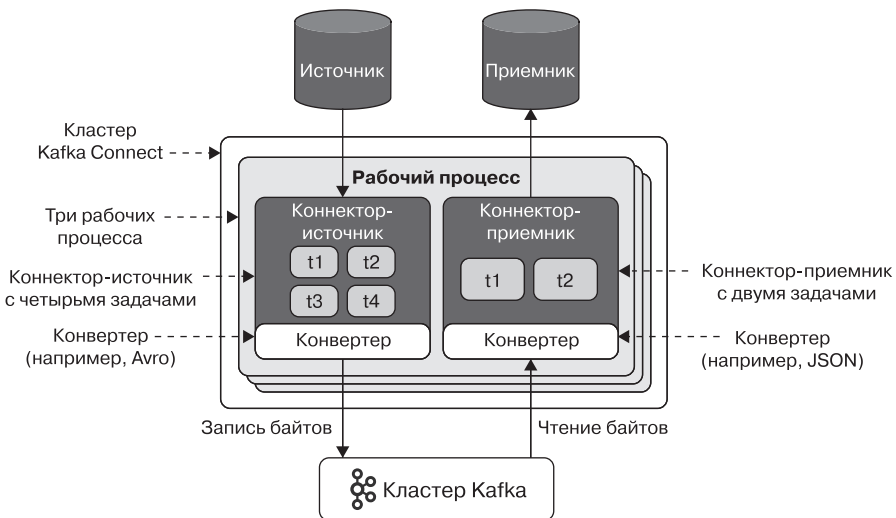 Источник
Приемник
Кластер
Kafka Connect
Рабочий процесс
Три рабочих
процесса
Коннектор-
источник
t1
t2
t3
t4
Коннектор-
приемник
t1
t2
Коннектор-источник
с четырьмя задачами
Коннектор-приемник
с двумя задачами
Конвертер
(например, Avro)
Конвертер
Конвертер
Конвертер
(например, JSON)
Запись байтов
Чтение байтов
Кластер Kafka